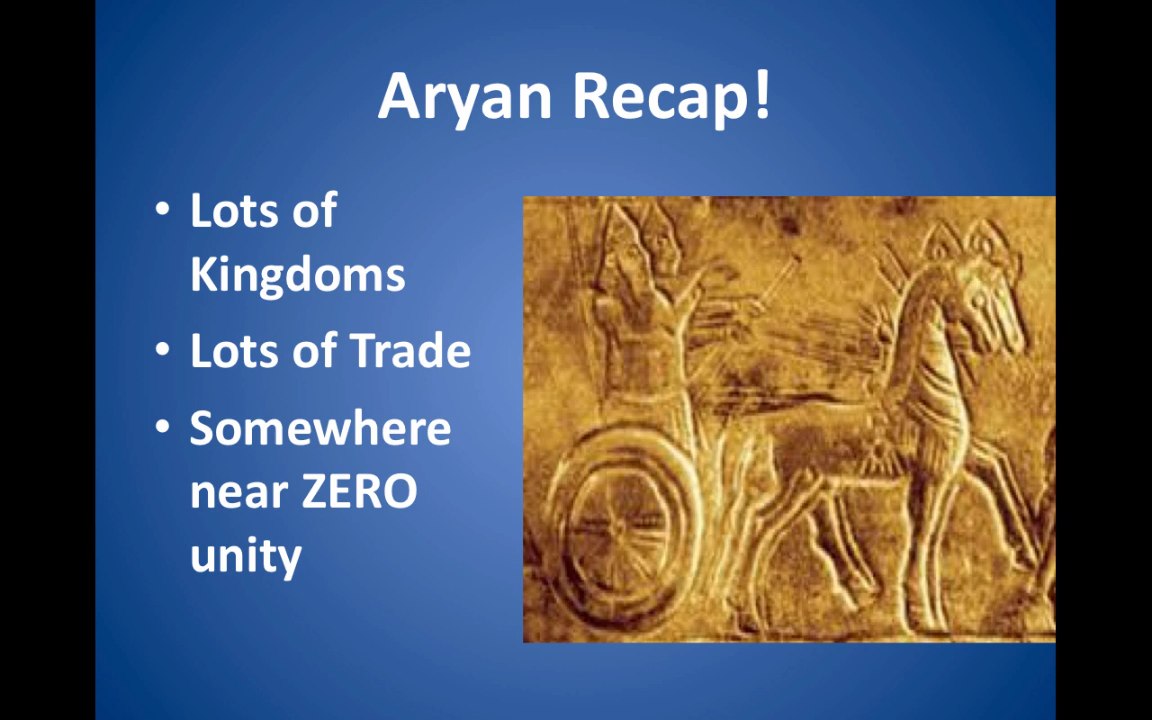 Aryan Recap!
• Lots of
Kingdoms
• Lots of Trade
• Somewhere
near ZERO
unity